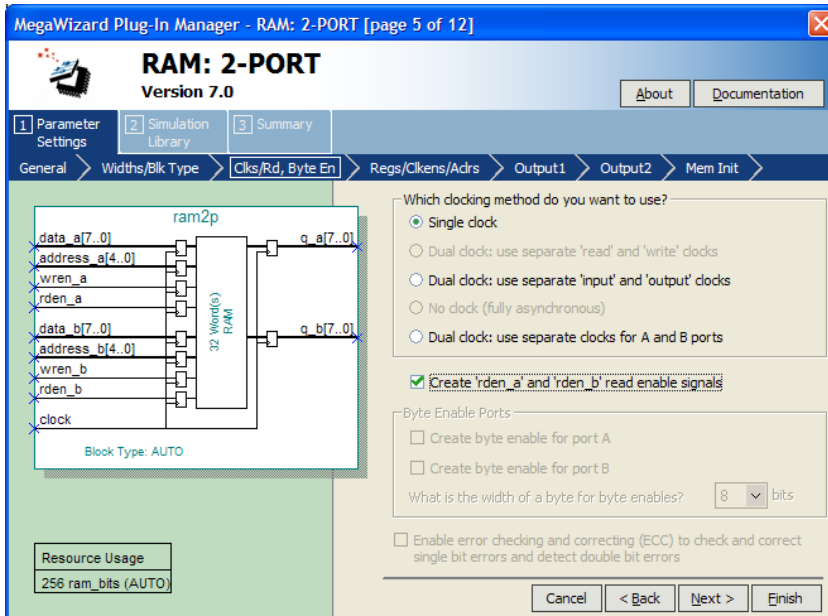 MegaWizard Plug-In Manager - RAM: 2-PORT [page 5 of 12]
RAM: 2-PORT
Version 7.0
About
Documentation
1 Parameter Settings
2 Simulation Library
3 Summary
General
Widths/Blk Type
Clks/Rd, Byte En
Regs/Clkens/Aclrs
Output1
Output2
Mem Init
ram2p
data_a[7..0]
address_a[4..0]
wren_a
rden_a
data_b[7..0]
address_b[4..0]
wren_b
rden_b
clock
32 Word(s)
RAM
q_a[7..0]
q_b[7..0]
Block Type: AUTO
Resource Usage
256 ram_bits (AUTO)
Which clocking method do you want to use?
Single clock
Dual clock: use separate 'read' and 'write' clocks
Dual clock: use separate 'input' and 'output' clocks
No clock (fully asynchronous)
Dual clock: use separate clocks for A and B ports
Create 'rden_a' and 'rden_b' read enable signals
Byte Enable Ports
Create byte enable for port A
Create byte enable for port B
What is the width of a byte for byte enables? 8 bits
Enable error checking and correcting (ECC) to check and correct
single bit errors and detect double bit errors
Cancel
< Back
Next >
Finish